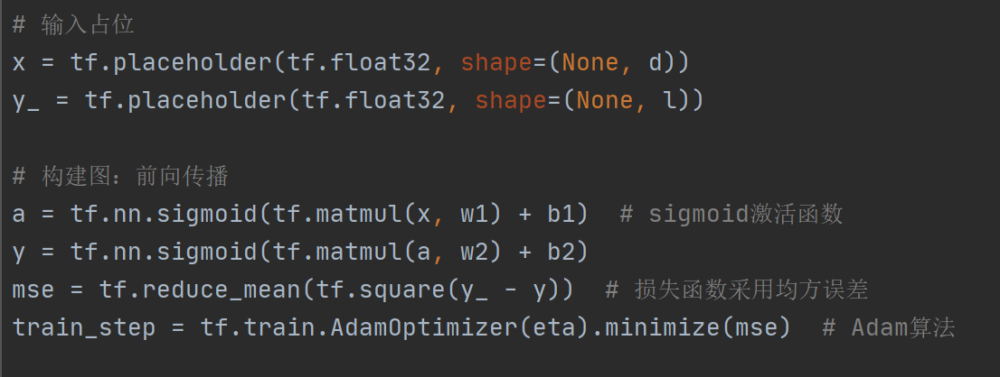 # 输入占位
x = tf.placeholder(tf.float32, shape=(None, d))
y_ = tf.placeholder(tf.float32, shape=(None, l))
# 构建图：前向传播
a = tf.nn.sigmoid(tf.matmul(x, w1) + b1)  # sigmoid激活函数
y = tf.nn.sigmoid(tf.matmul(a, w2) + b2)
mse = tf.reduce_mean(tf.square(y_ - y))  # 损失函数采用均方误差
train_step = tf.train.AdamOptimizer(eta).minimize(mse)  # Adam算法